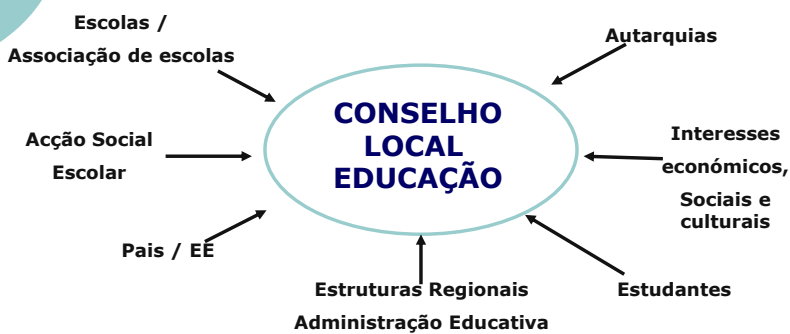 Escolas /
Associação de escolas
Autarquias
CONSELHO
LOCAL
EDUCAÇÃO
Acção Social
Escolar
Interesses
económicos,
Sociais e
culturais
Pais / EE
Estruturas Regionais
Administração Educativa
Estudantes